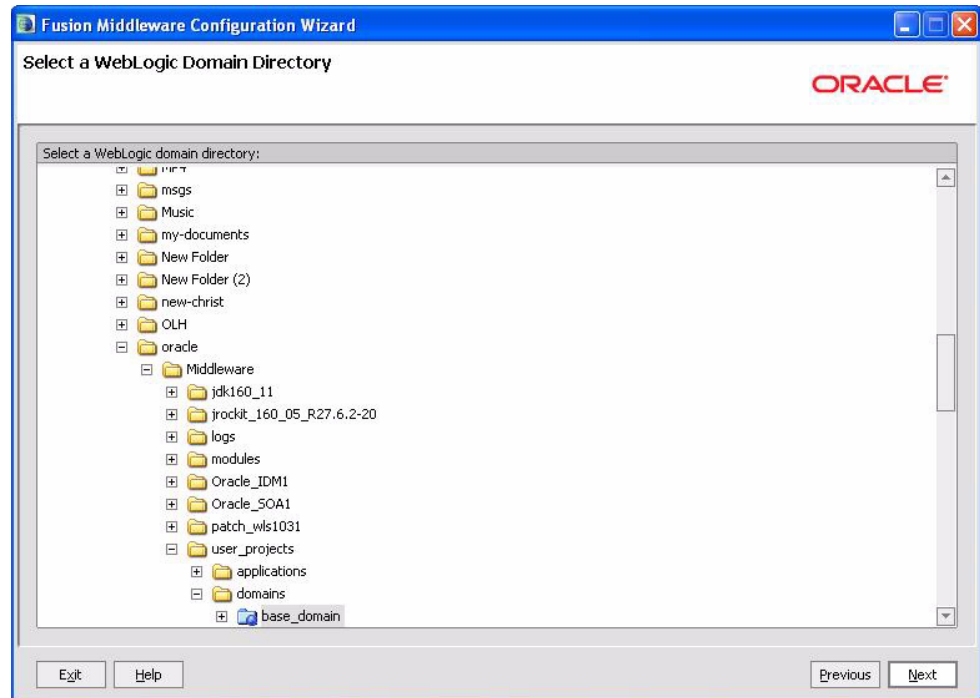 Fusion Middleware Configuration Wizard
Select a WebLogic Domain Directory
ORACLE
Select a WebLogic domain directory:
MP4
msgs
Music
my-documents
New Folder
New Folder (2)
new-christ
OLH
oracle
Middleware
jdk160_11
jrockit_160_05_R27.6.2-20
logs
modules
Oracle_IDM1
Oracle_SOA1
patch_wls1031
user_projects
applications
domains
base_domain
Exit Help Previous Next